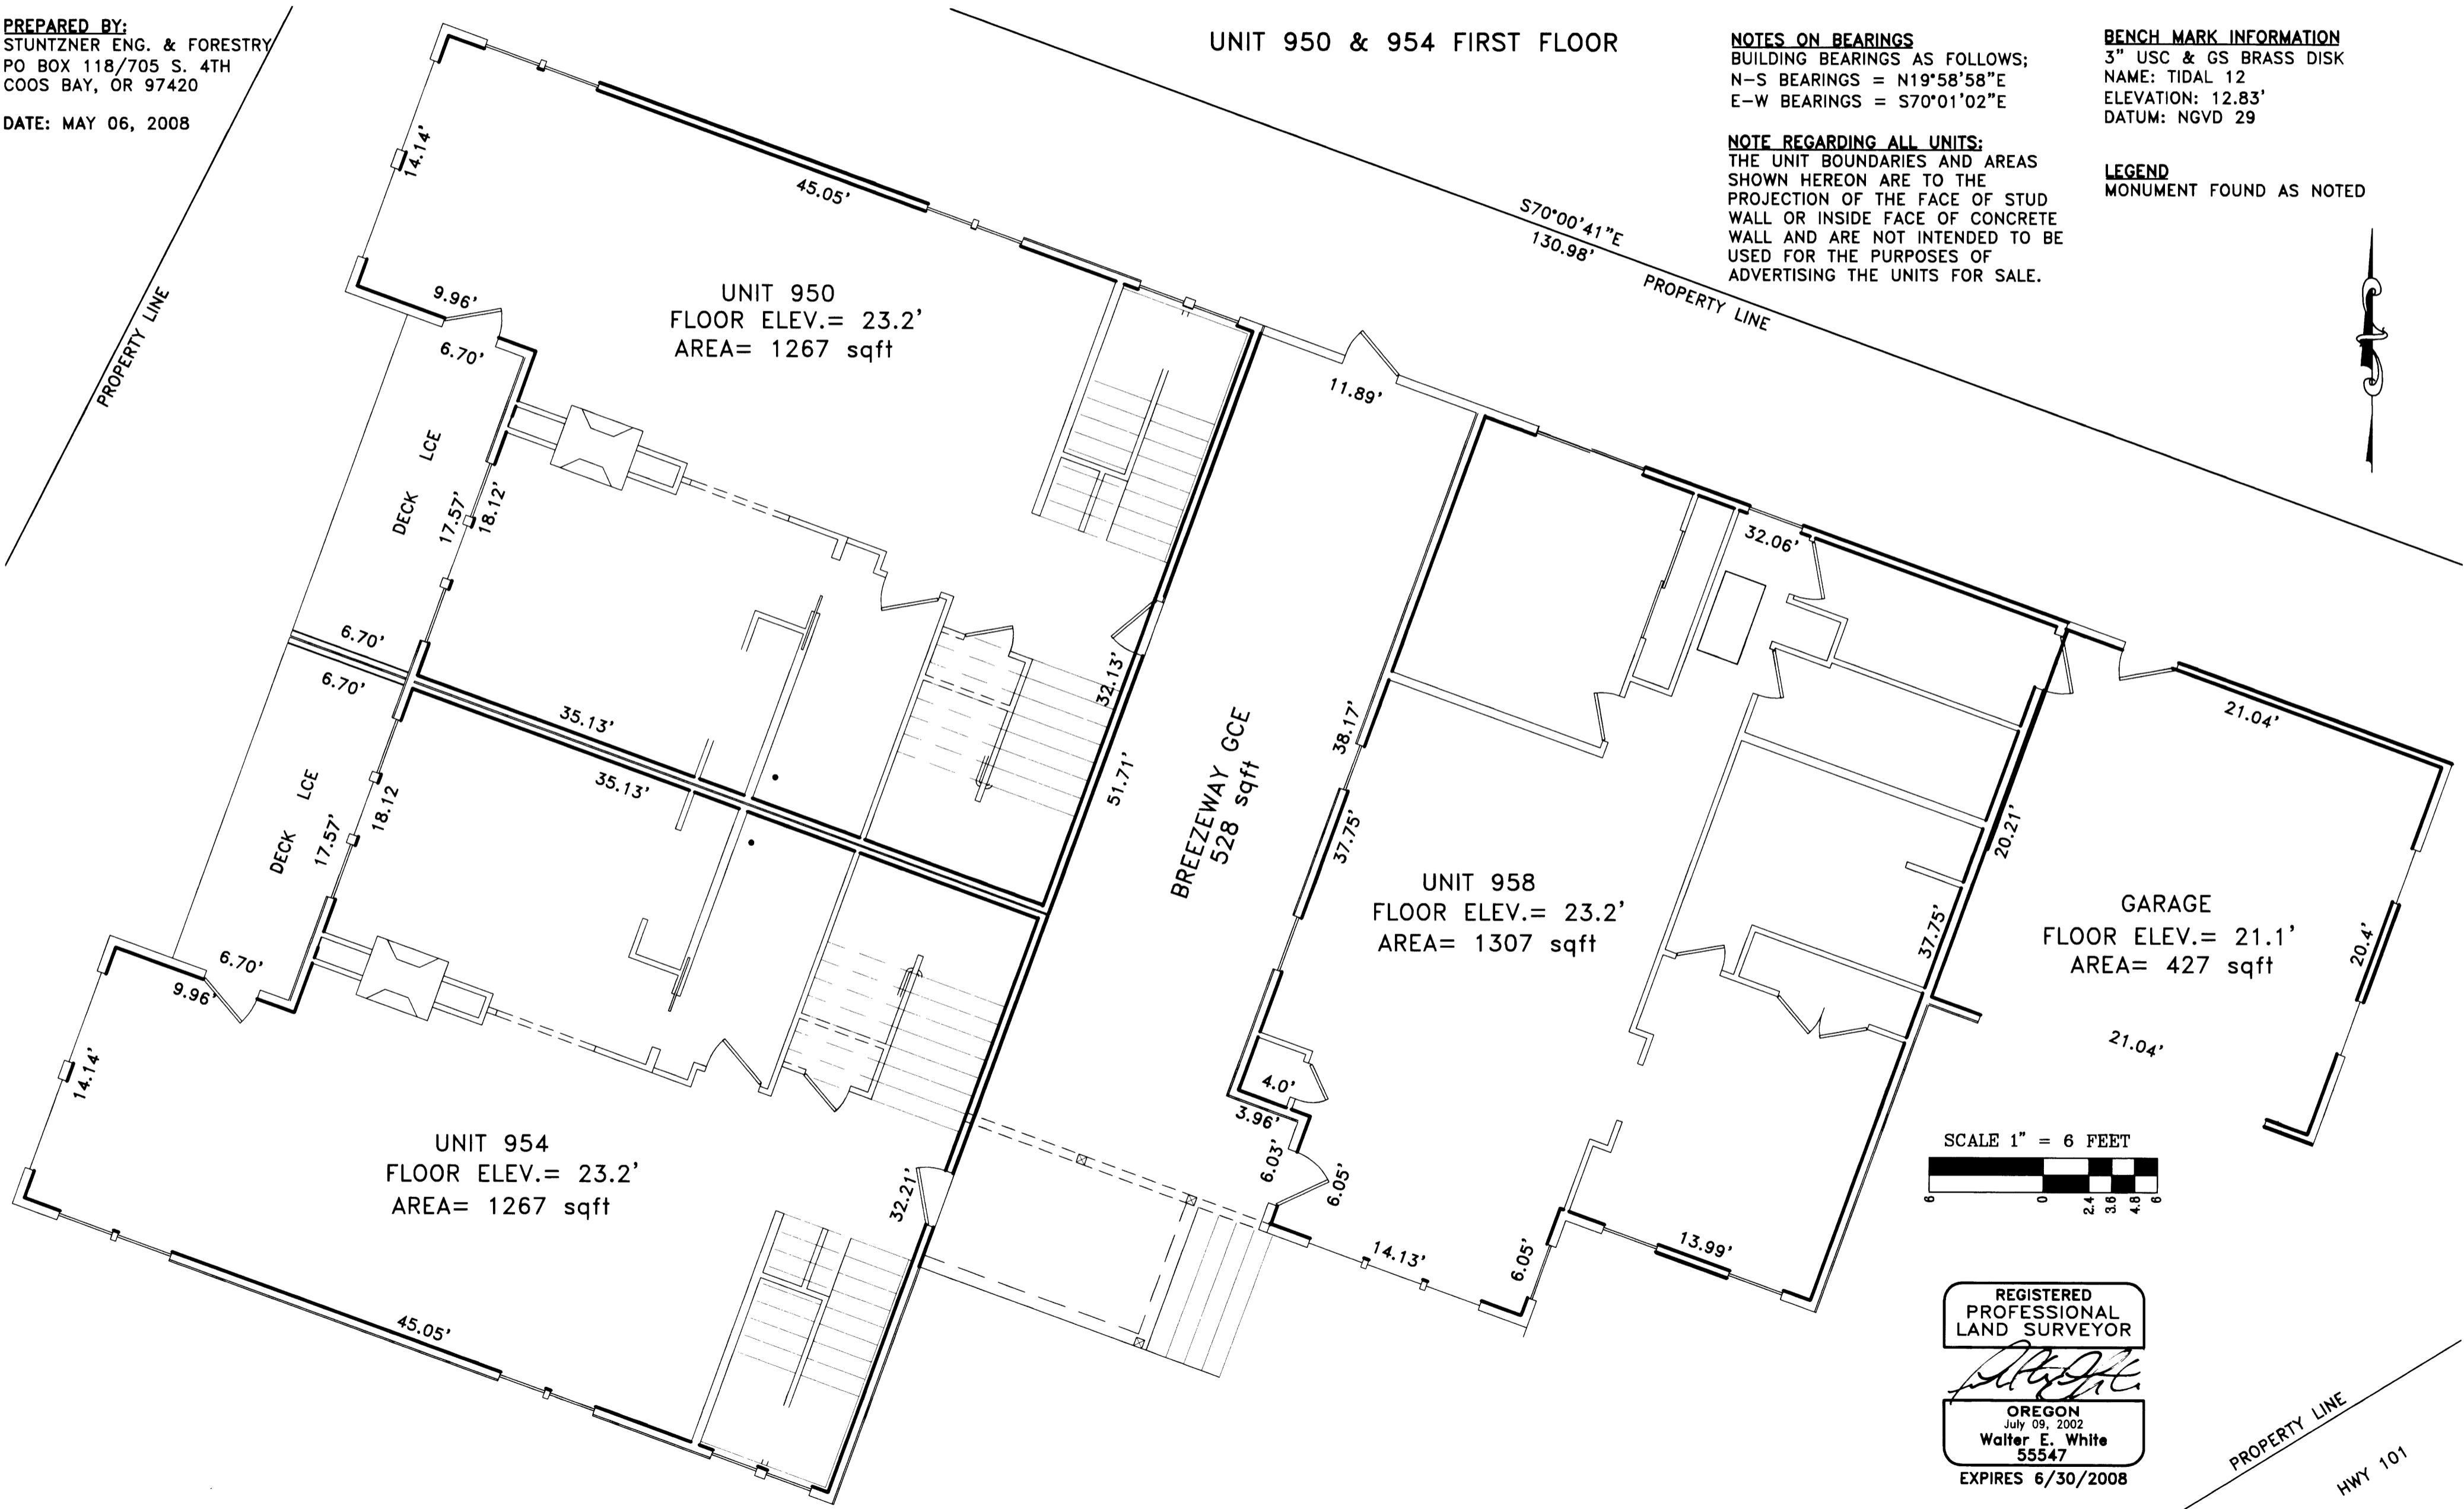 PREPARED BY:
STUNTZNER ENG. & FORESTRY
PO BOX 118/705 S. 4TH
COOS BAY, OR 97420
DATE: MAY 06, 2008
UNIT 950 & 954 FIRST FLOOR
NOTES ON BEARINGS
BUILDING BEARINGS AS FOLLOWS;
N-S BEARINGS = N19°58'58"E
E-W BEARINGS = S70°01'02"E
NOTE REGARDING ALL UNITS:
THE UNIT BOUNDARIES AND AREAS
SHOWN HEREON ARE TO THE
PROJECTION OF THE FACE OF STUD
WALL OR INSIDE FACE OF CONCRETE
WALL AND ARE NOT INTENDED TO BE
USED FOR THE PURPOSES OF
ADVERTISING THE UNITS FOR SALE.
BENCH MARK INFORMATION
3" USC & GS BRASS DISK
NAME: TIDAL 12
ELEVATION: 12.83'
DATUM: NGVD 29
LEGEND
MONUMENT FOUND AS NOTED
S70°00'41"E
130.98'
PROPERTY LINE
PROPERTY LINE
14.14'
45.05'
9.96'
6.70'
UNIT 950
FLOOR ELEV.= 23.2'
AREA= 1267 sqft
DECK LCE
17.57'
18.12'
6.70'
6.70'
35.13'
35.13'
32.13'
51.71'
11.89'
BREEZEWAY GCE
528 sqft
38.17'
37.75'
32.06'
UNIT 958
FLOOR ELEV.= 23.2'
AREA= 1307 sqft
20.21'
37.75'
21.04'
GARAGE
FLOOR ELEV.= 21.1'
AREA= 427 sqft
20.4'
21.04'
DECK LCE
17.57'
18.12
6.70'
9.96'
14.14'
UNIT 954
FLOOR ELEV.= 23.2'
AREA= 1267 sqft
32.21'
45.05'
4.0'
3.96'
6.03'
6.05'
14.13'
6.05'
13.99'
SCALE 1" = 6 FEET
6 0 2.4 3.6 4.8 6
REGISTERED
PROFESSIONAL
LAND SURVEYOR
OREGON
July 09, 2002
Walter E. White
55547
EXPIRES 6/30/2008
PROPERTY LINE
HWY 101